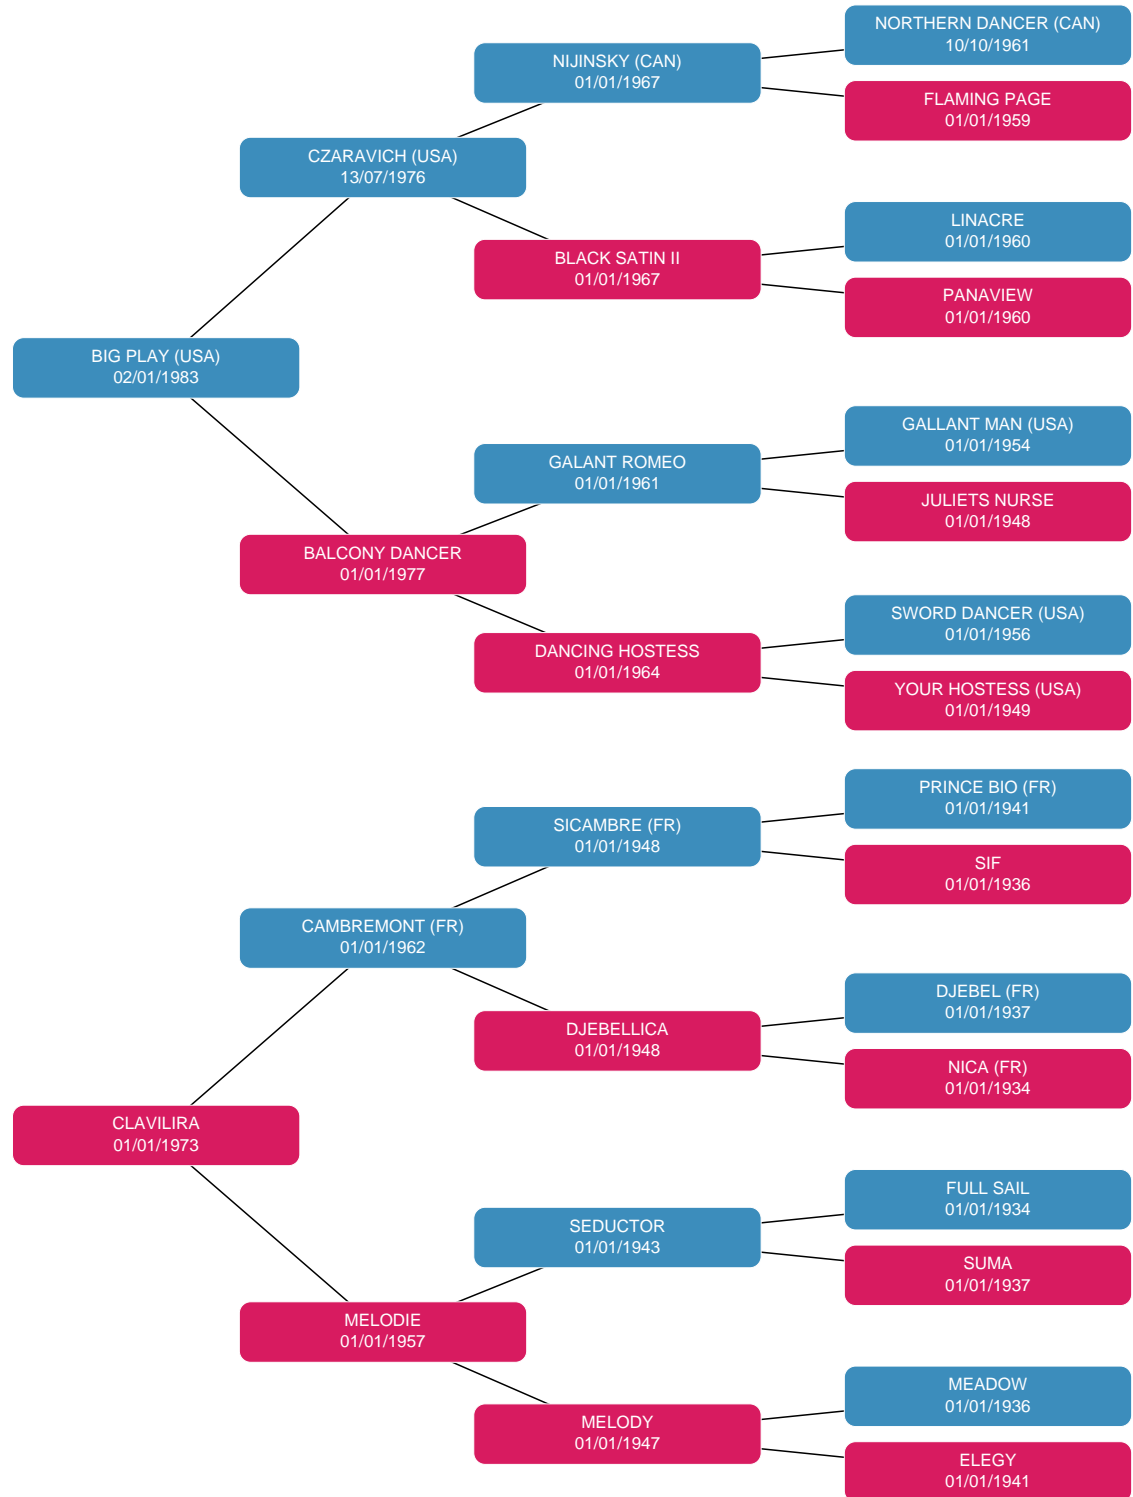 NORTHERN DANCER (CAN)
10/10/1961
NIJINSKY (CAN)
01/01/1967
FLAMING PAGE
01/01/1959
CZARAVICH (USA)
13/07/1976
LINACRE
01/01/1960
BLACK SATIN II
01/01/1967
PANAVIEW
01/01/1960
BIG PLAY (USA)
02/01/1983
GALLANT MAN (USA)
01/01/1954
GALANT ROMEO
01/01/1961
JULIETS NURSE
01/01/1948
BALCONY DANCER
01/01/1977
SWORD DANCER (USA)
01/01/1956
DANCING HOSTESS
01/01/1964
YOUR HOSTESS (USA)
01/01/1949
PRINCE BIO (FR)
01/01/1941
SICAMBRE (FR)
01/01/1948
SIF
01/01/1936
CAMBREMONT (FR)
01/01/1962
DJEBEL (FR)
01/01/1937
DJEBELLICA
01/01/1948
NICA (FR)
01/01/1934
CLAVILIRA
01/01/1973
FULL SAIL
01/01/1934
SEDUCTOR
01/01/1943
SUMA
01/01/1937
MELODIE
01/01/1957
MEADOW
01/01/1936
MELODY
01/01/1947
ELEGY
01/01/1941